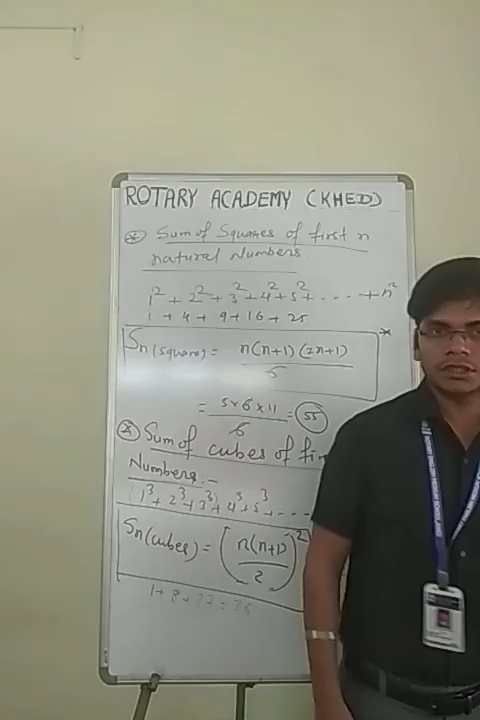 ROTARY ACADEMY (KHED)
* Sum of Squares of first n
natural Numbers
1² + 2² + 3² + 4² + 5² + .... + n²
1 + 4 + 9 + 16 + 25
Sn (square) = n(n+1)(2n+1) / 6 *
= 5 × 6 × 11 / 6 = 55
* Sum of cubes of
Numbers :-
1³ + 2³ + 3³ + 4³ + 5³ + ...
Sn (cubes) = (n(n+1) / 2)²
1 + 8 + 27 = 36